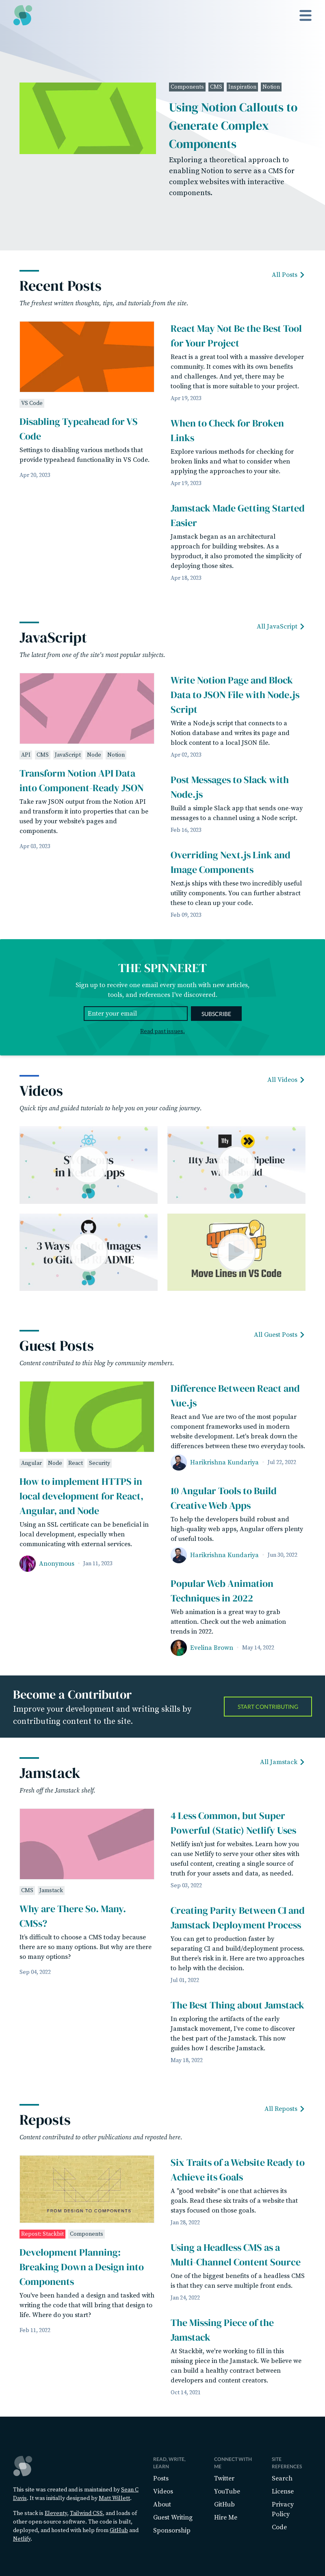 Components CMS Inspiration Notion
Using Notion Callouts to
Generate Complex
Components
Exploring a theoretical approach to
enabling Notion to serve as a CMS for
complex websites with interactive
components.
All Posts
Recent Posts
The freshest written thoughts, tips, and tutorials from the site.
VS Code
Disabling Typeahead for VS
Code
Settings to disabling various methods that
provide typeahead functionality in VS Code.
Apr 20, 2023
React May Not Be the Best Tool
for Your Project
React is a great tool with a massive developer
community. It comes with its own benefits
and challenges. And yet, there may be
tooling that is more suitable to your project.
Apr 19, 2023
When to Check for Broken
Links
Explore various methods for checking for
broken links and what to consider when
applying the approaches to your site.
Apr 19, 2023
Jamstack Made Getting Started
Easier
Jamstack began as an architectural
approach for building websites. As a
byproduct, it also promoted the simplicity of
deploying those sites.
Apr 18, 2023
All JavaScript
JavaScript
The latest from one of the site's most popular subjects.
API CMS JavaScript Node Notion
Transform Notion API Data
into Component-Ready JSON
Take raw JSON output from the Notion API
and transform it into properties that can be
used by your website's pages and
components.
Apr 03, 2023
Write Notion Page and Block
Data to JSON File with Node.js
Script
Write a Node.js script that connects to a
Notion database and writes its page and
block content to a local JSON file.
Apr 02, 2023
Post Messages to Slack with
Node.js
Build a simple Slack app that sends one-way
messages to a channel using a Node script.
Feb 16, 2023
Overriding Next.js Link and
Image Components
Next.js ships with these two incredibly useful
utility components. You can further abstract
these to clean up your code.
Feb 09, 2023
THE SPINNERET
Sign up to receive one email every month with new articles,
tools, and references I've discovered.
Enter your email
SUBSCRIBE
Read past issues.
All Videos
Videos
Quick tips and guided tutorials to help you on your coding journey.
in
pps
11ty
11ty Ja
Pipeline
w
d
3 Ways
Images
to Git
ADME
Move Lines in VS Code
All Guest Posts
Guest Posts
Content contributed to this blog by community members.
Angular Node React Security
How to implement HTTPS in
local development for React,
Angular, and Node
Using an SSL certificate can be beneficial in
local development, especially when
communicating with external services.
Anonymous Jan 11, 2023
Difference Between React and
Vue.js
React and Vue are two of the most popular
component frameworks used in modern
website development. Let's break down the
differences between these two everyday tools.
Harikrishna Kundariya Jul 22, 2022
10 Angular Tools to Build
Creative Web Apps
To help the developers build robust and
high-quality web apps, Angular offers plenty
of useful tools.
Harikrishna Kundariya Jun 30, 2022
Popular Web Animation
Techniques in 2022
Web animation is a great way to grab
attention. Check out the web animation
trends in 2022.
Evelina Brown May 14, 2022
Become a Contributor
Improve your development and writing skills by
contributing content to the site.
START CONTRIBUTING
All Jamstack
Jamstack
Fresh off the Jamstack shelf.
CMS Jamstack
Why are There So. Many.
CMSs?
It's difficult to choose a CMS today because
there are so many options. But why are there
so many options?
Sep 04, 2022
4 Less Common, but Super
Powerful (Static) Netlify Uses
Netlify isn't just for websites. Learn how you
can use Netlify to serve your other sites with
useful content, creating a single source of
truth for your assets and data, as needed.
Sep 03, 2022
Creating Parity Between CI and
Jamstack Deployment Process
You can get to production faster by
separating CI and build/deployment process.
But there's risk in it. Here are two approaches
to help with the process.
Jul 01, 2022
The Best Thing about Jamstack
In exploring the artifacts of the early
Jamstack movement, I've come to discover
the best part of the Jamstack. This now
guides how I describe Jamstack.
May 18, 2022
All Reposts
Reposts
Content contributed to other publications and reposted here.
FROM DESIGN TO COMPONENTS
Repost: Stackbit Components
Development Planning:
Breaking Down a Design into
Components
You've been handed a design and tasked with
writing the code that will bring that design to
life. Where do you start?
Feb 11, 2022
Six Traits of a Website Ready to
Achieve its Goals
A "good website" is one that achieves its
goals. Read these six traits of a website that
stays focused on those goals.
Jan 28, 2022
Using a Headless CMS as a
Multi-Channel Content Source
One of the biggest benefits of a headless CMS
is that they can serve multiple front ends.
Jan 24, 2022
The Missing Piece of the
Jamstack
At Stackbit, we're working to fill in this
missing piece in the Jamstack. We believe we
can build a healthy contract between
developers and content creators.
Oct 14, 2021
This site was created and is maintained by Sean C
Davis. It was initially designed by Matt Willett.
The stack is Eleventy, Tailwind CSS, and loads of
other open-source software. The code is built,
deployed, and hosted with help from GitHub and
Netlify.
READ, WRITE,
LEARN
Posts
Videos
About
Guest Writing
Sponsorship
CONNECT WITH
ME
Twitter
YouTube
GitHub
Hire Me
SITE
REFERENCES
Search
License
Privacy
Policy
Code